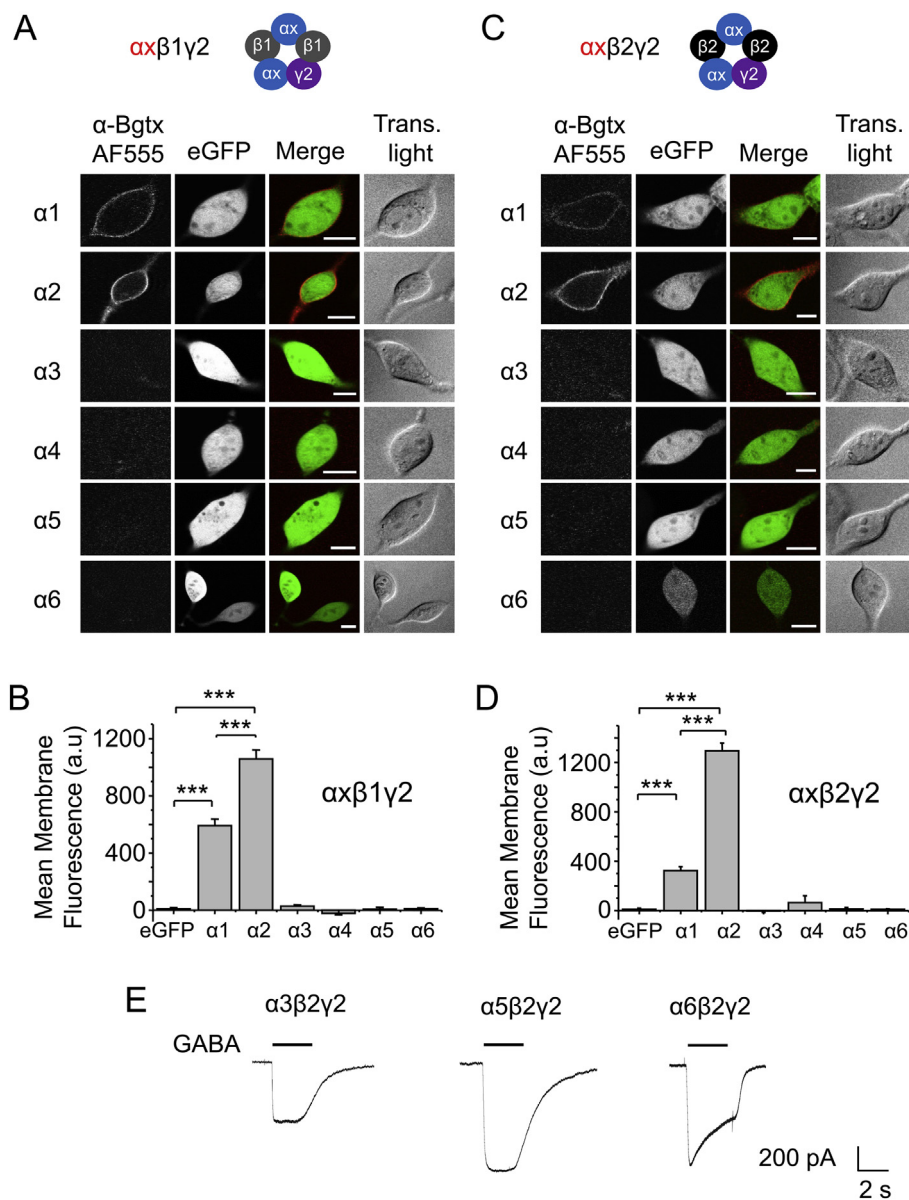 A
αxβ1γ2
αx
β1
β1
αx
γ2
α-Bgtx
AF555
eGFP
Merge
Trans.
light
α1
α2
α3
α4
α5
α6
C
αxβ2γ2
αx
β2
β2
αx
γ2
α-Bgtx
AF555
eGFP
Merge
Trans.
light
α1
α2
α3
α4
α5
α6
B
Mean Membrane
Fluorescence (a.u)
1200
800
400
0
***
***
***
αxβ1γ2
eGFP α1 α2 α3 α4 α5 α6
D
Mean Membrane
Fluorescence (a.u)
1200
800
400
0
***
***
***
αxβ2γ2
eGFP α1 α2 α3 α4 α5 α6
E
α3β2γ2 α5β2γ2 α6β2γ2
GABA
200 pA
2 s